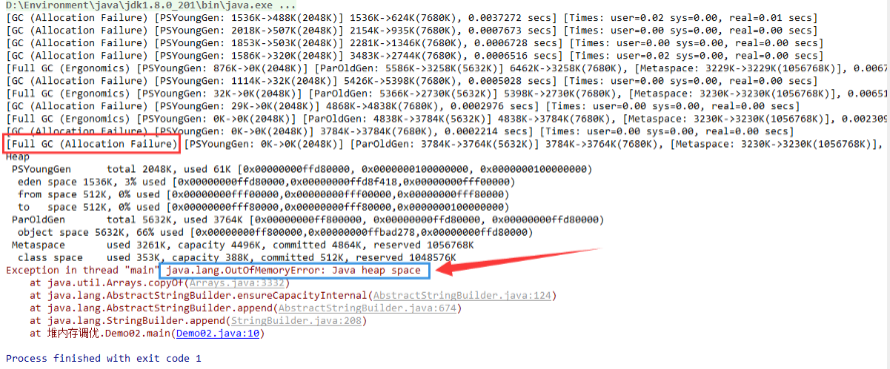 D:\Environment\java\jdk1.8.0_201\bin\java.exe ...
[GC (Allocation Failure) [PSYoungGen: 1536K->488K(2048K)] 1536K->624K(7680K), 0.0037272 secs] [Times: user=0.02 sys=0.00, real=0.01 secs]
[GC (Allocation Failure) [PSYoungGen: 2018K->507K(2048K)] 2154K->935K(7680K), 0.0007673 secs] [Times: user=0.00 sys=0.00, real=0.00 secs]
[GC (Allocation Failure) [PSYoungGen: 1853K->503K(2048K)] 2281K->1346K(7680K), 0.0006728 secs] [Times: user=0.00 sys=0.00, real=0.00 secs]
[GC (Allocation Failure) [PSYoungGen: 1586K->320K(2048K)] 3483K->2744K(7680K), 0.0006516 secs] [Times: user=0.02 sys=0.00, real=0.00 secs]
[Full GC (Ergonomics) [PSYoungGen: 876K->0K(2048K)] [ParOldGen: 5586K->3258K(5632K)] 6462K->3258K(7680K), [Metaspace: 3229K->3229K(1056768K)], 0.0067
[GC (Allocation Failure) [PSYoungGen: 1114K->32K(2048K)] 5426K->5398K(7680K), 0.0005028 secs] [Times: user=0.00 sys=0.00, real=0.00 secs]
[Full GC (Ergonomics) [PSYoungGen: 32K->0K(2048K)] [ParOldGen: 5366K->2730K(5632K)] 5398K->2730K(7680K), [Metaspace: 3230K->3230K(1056768K)], 0.00651
[GC (Allocation Failure) [PSYoungGen: 29K->0K(2048K)] 4868K->4838K(7680K), 0.0002976 secs] [Times: user=0.00 sys=0.00, real=0.00 secs]
[Full GC (Ergonomics) [PSYoungGen: 0K->0K(2048K)] [ParOldGen: 4838K->3784K(5632K)] 4838K->3784K(7680K), [Metaspace: 3230K->3230K(1056768K)], 0.002309
[GC (Allocation Failure) [PSYoungGen: 0K->0K(2048K)] 3784K->3784K(7680K), 0.0002214 secs] [Times: user=0.00 sys=0.00, real=0.00 secs]
[Full GC (Allocation Failure) [PSYoungGen: 0K->0K(2048K)] [ParOldGen: 3784K->3764K(5632K)] 3784K->3764K(7680K), [Metaspace: 3230K->3230K(1056768K)],
Heap
PSYoungGen total 2048K, used 61K [0x00000000ffd80000, 0x0000000100000000, 0x0000000100000000)
eden space 1536K, 3% used [0x00000000ffd80000,0x00000000ffd8f418,0x00000000fff00000)
from space 512K, 0% used [0x00000000fff00000,0x00000000fff00000,0x00000000fff80000)
to space 512K, 0% used [0x00000000fff80000,0x00000000fff80000,0x0000000100000000)
ParOldGen total 5632K, used 3764K [0x00000000ff800000, 0x00000000ffd80000, 0x00000000ffd80000)
object space 5632K, 66% used [0x00000000ff800000,0x00000000ffbad278,0x00000000ffd80000)
Metaspace used 3261K, capacity 4496K, committed 4864K, reserved 1056768K
class space used 353K, capacity 388K, committed 512K, reserved 1048576K
Exception in thread "main" java.lang.OutOfMemoryError: Java heap space
at java.util.Arrays.copyOf(Arrays.java:3332)
at java.lang.AbstractStringBuilder.ensureCapacityInternal(AbstractStringBuilder.java:124)
at java.lang.AbstractStringBuilder.append(AbstractStringBuilder.java:674)
at java.lang.StringBuilder.append(StringBuilder.java:208)
at 堆内存调优.Demo02.main(Demo02.java:10)
Process finished with exit code 1